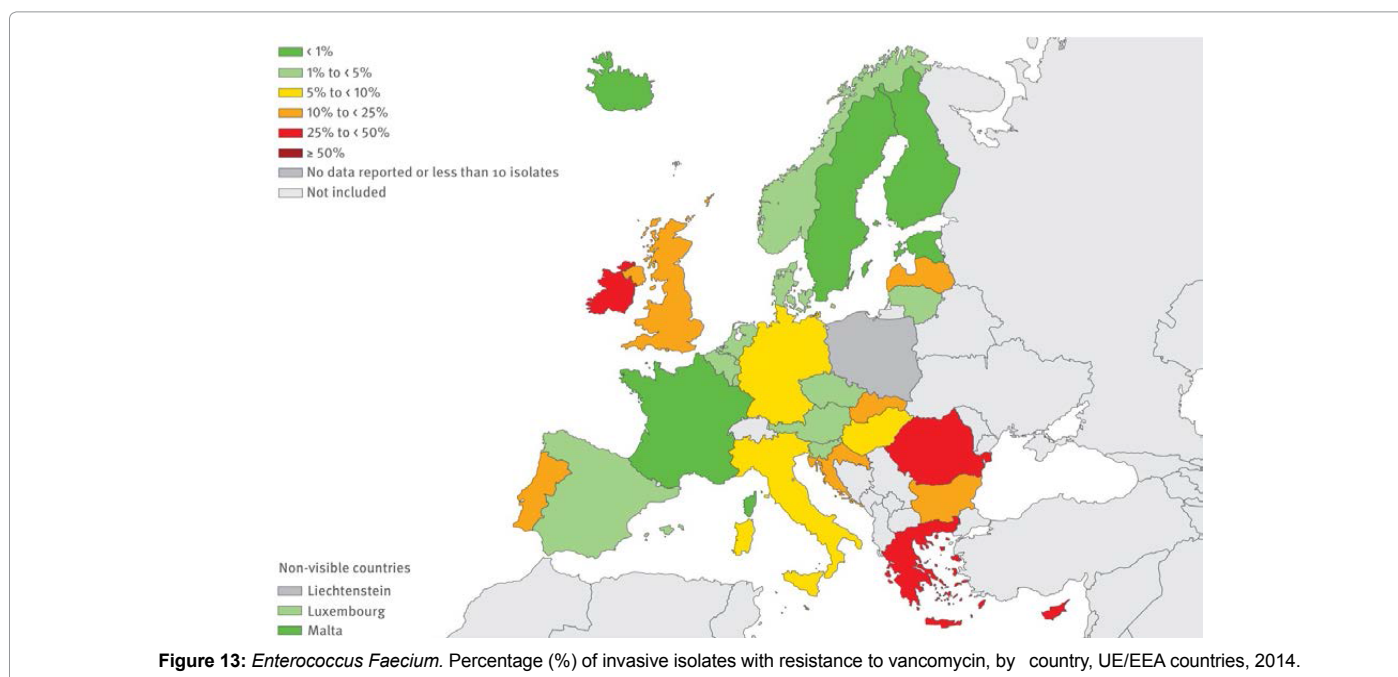 < 1%
1% to < 5%
5% to < 10%
10% to < 25%
25% to < 50%
≥ 50%
No data reported or less than 10 isolates
Not included
Non-visible countries
Liechtenstein
Luxembourg
Malta
Figure 13: Enterococcus Faecium. Percentage (%) of invasive isolates with resistance to vancomycin, by country, UE/EEA countries, 2014.